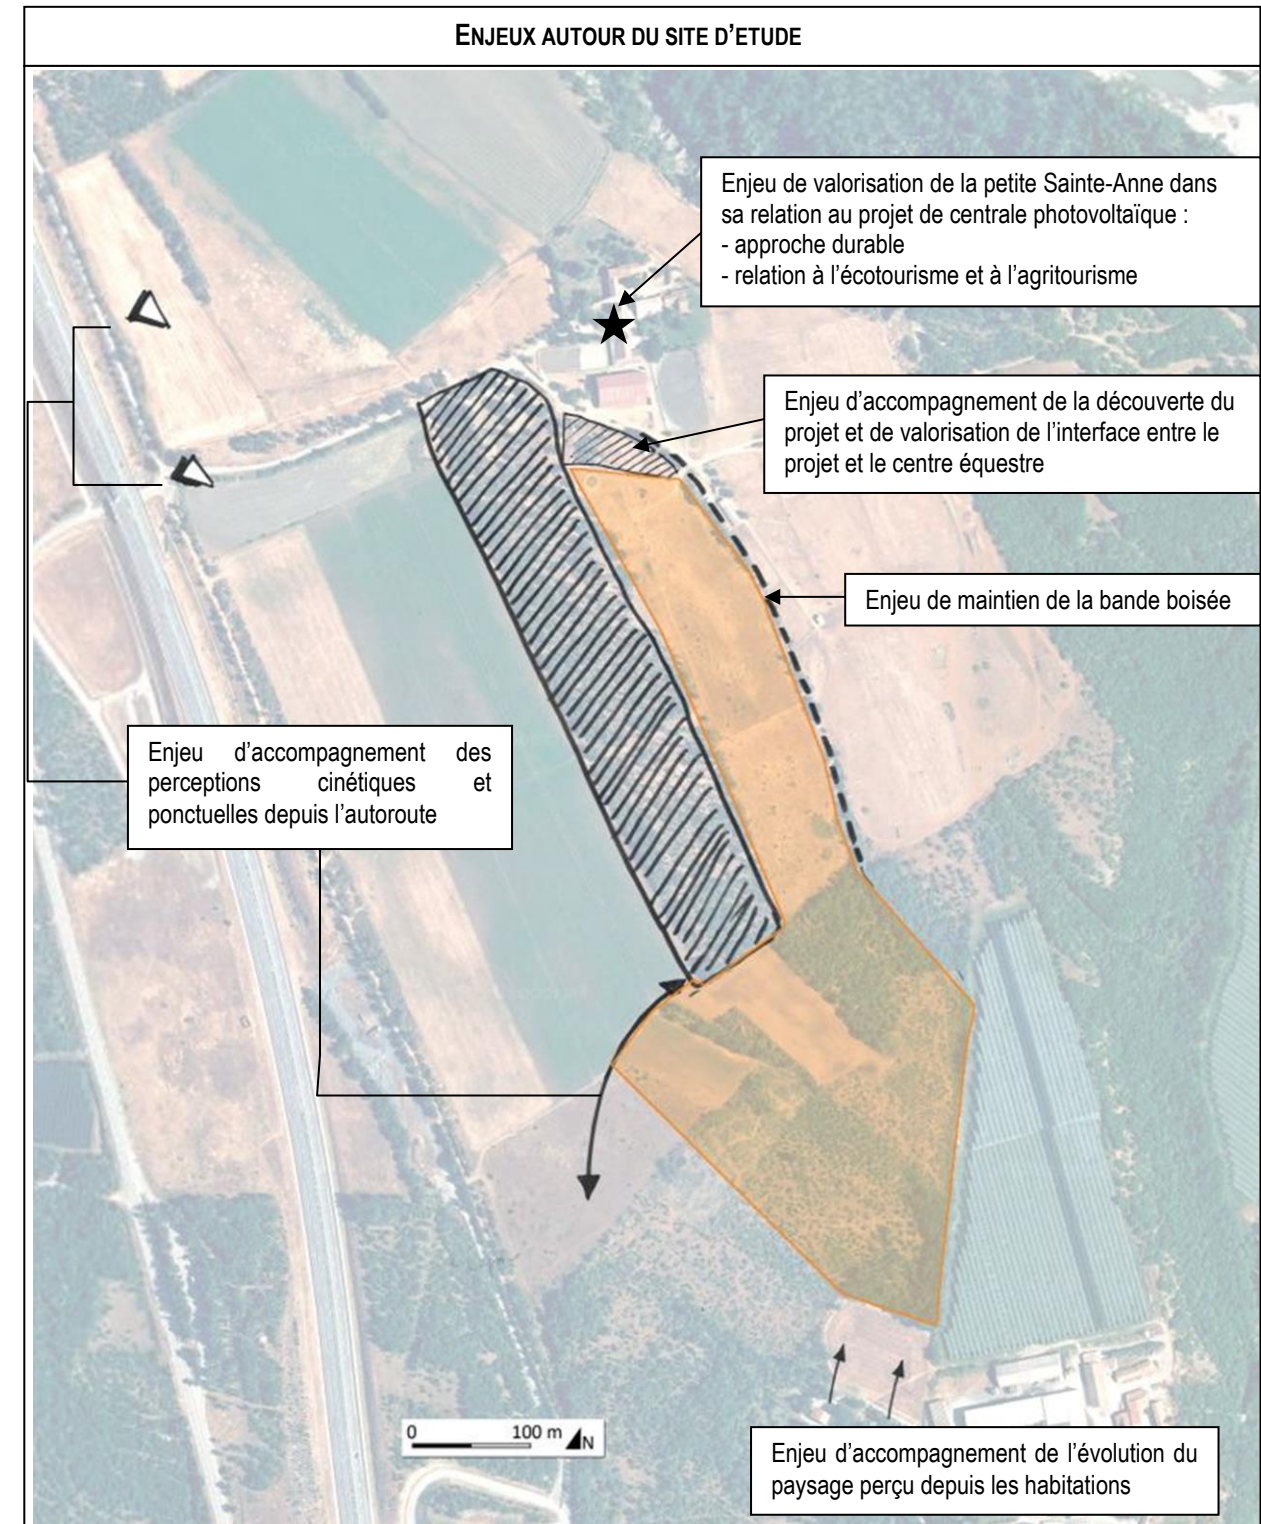 ENJEUX AUTOUR DU SITE D'ETUDE
Enjeu de valorisation de la petite Sainte-Anne dans
sa relation au projet de centrale photovoltaïque :
- approche durable
- relation à l'écotourisme et à l'agritourisme
Enjeu d'accompagnement de la découverte du
projet et de valorisation de l'interface entre le
projet et le centre équestre
Enjeu de maintien de la bande boisée
Enjeu d'accompagnement des
perceptions cinétiques et
ponctuelles depuis l'autoroute
0 100 m N
Enjeu d'accompagnement de l'évolution du
paysage perçu depuis les habitations